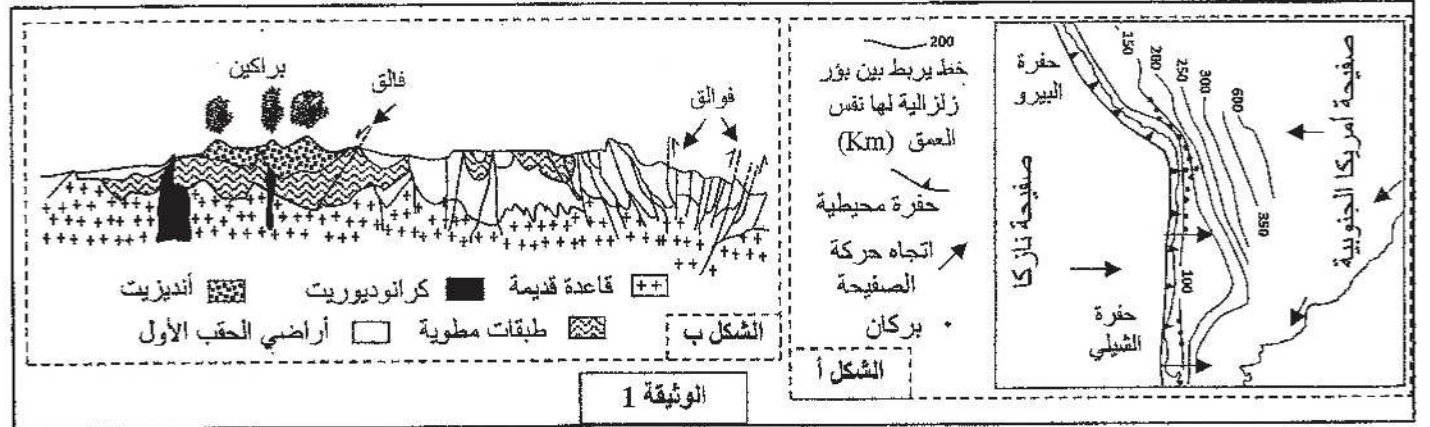 صفيحة أمريكا الجنوبية
صفيحة نازكا
حفرة
البيرو
حفرة
الشيلي
150
200
250
300
600
350
100
200
خط يربط بين بؤر
زلزالية لها نفس
العمق (Km)
حفرة محيطية
اتجاه حركة
الصفيحة
بركان
الشكل أ
براكين
فالق
فوالق
قاعدة قديمة
كرانوديوريت
أنديزيت
طبقات مطوية
أراضي الحقب الأول
الشكل ب
الوثيقة 1